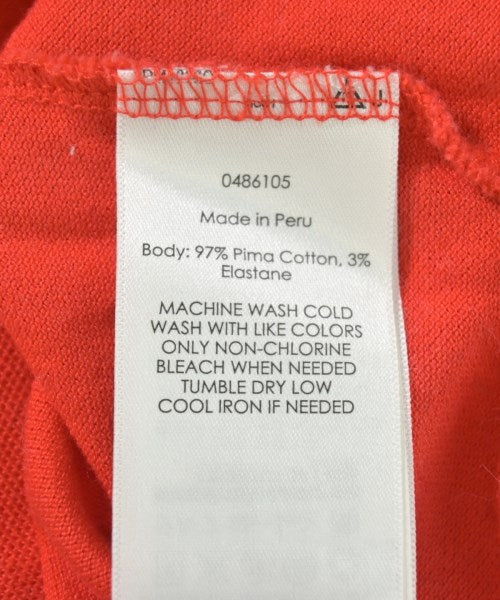 0486105
Made in Peru
Body: 97% Pima Cotton, 3%
Elastane
MACHINE WASH COLD
WASH WITH LIKE COLORS
ONLY NON-CHLORINE
BLEACH WHEN NEEDED
TUMBLE DRY LOW
COOL IRON IF NEEDED